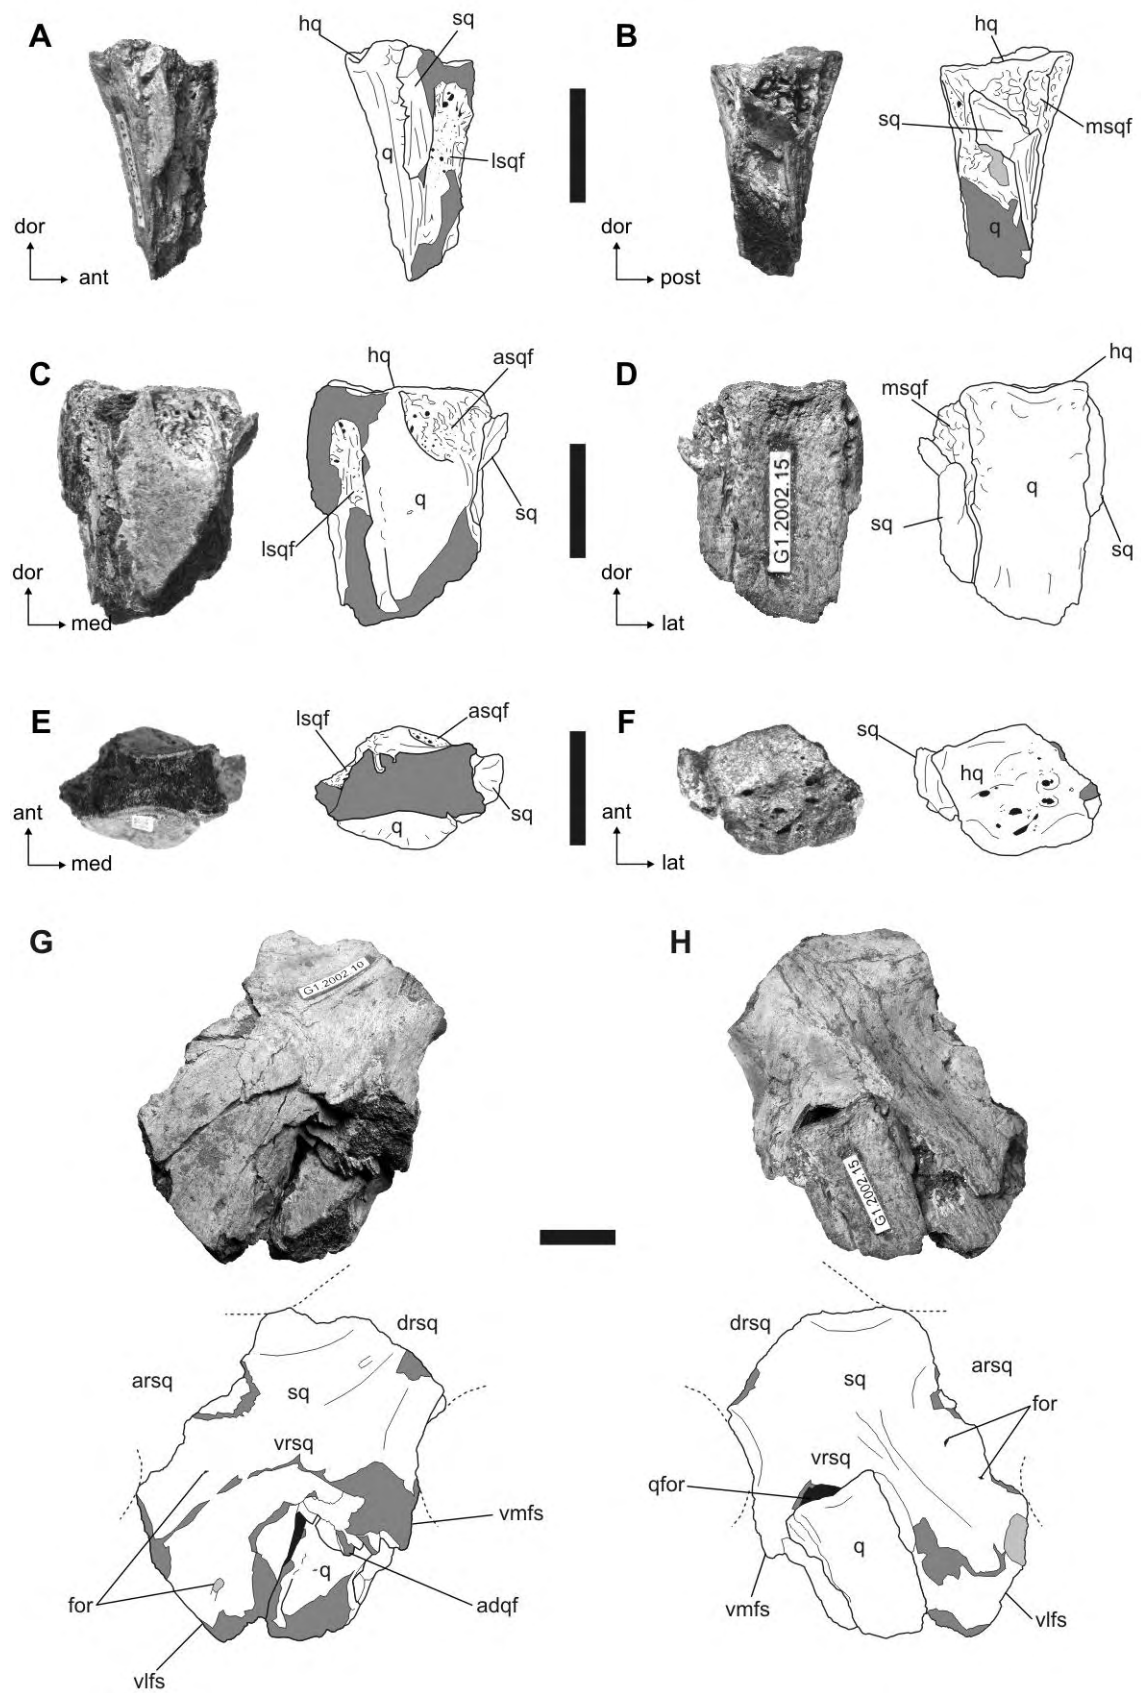 A
hq
sq
q
lsqf
dor
ant
B
hq
sq
msqf
q
dor
post
C
hq
asqf
q
sq
lsqf
dor
med
D
msqf
hq
G1.2002.15
q
sq
sq
dor
lat
E
lsqf
asqf
ant
q
sq
med
F
sq
hq
ant
lat
G
G1.2002.10
H
G1.2002.15
drsq
arsq
sq
vrsq
vmfs
q
for
adqf
vlfs
drsq
sq
arsq
for
vrsq
qfor
q
vmfs
vlfs